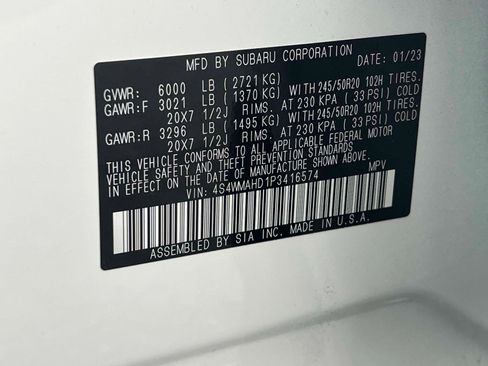 MFD BY SUBARU CORPORATION DATE: 01/23
GVWR: 6000 LB (2721 KG)
GAWR:F 3021 LB (1370 KG) WITH 245/50R20 102H TIRES.
20X7 1/2J RIMS. AT 230 KPA (33 PSI) COLD
GAWR:R 3296 LB (1495 KG) WITH 245/50R20 102H TIRES.
20X7 1/2J RIMS. AT 230 KPA (33 PSI) COLD
THIS VEHICLE CONFORMS TO ALL APPLICABLE FEDERAL MOTOR
VEHICLE SAFETY AND THEFT PREVENTION STANDARDS
IN EFFECT ON THE DATE OF MANUFACTURE SHOWN ABOVE.
VIN: 4S4WMAHD1P3416574 MPV
ASSEMBLED BY SIA INC. MADE IN U.S.A.